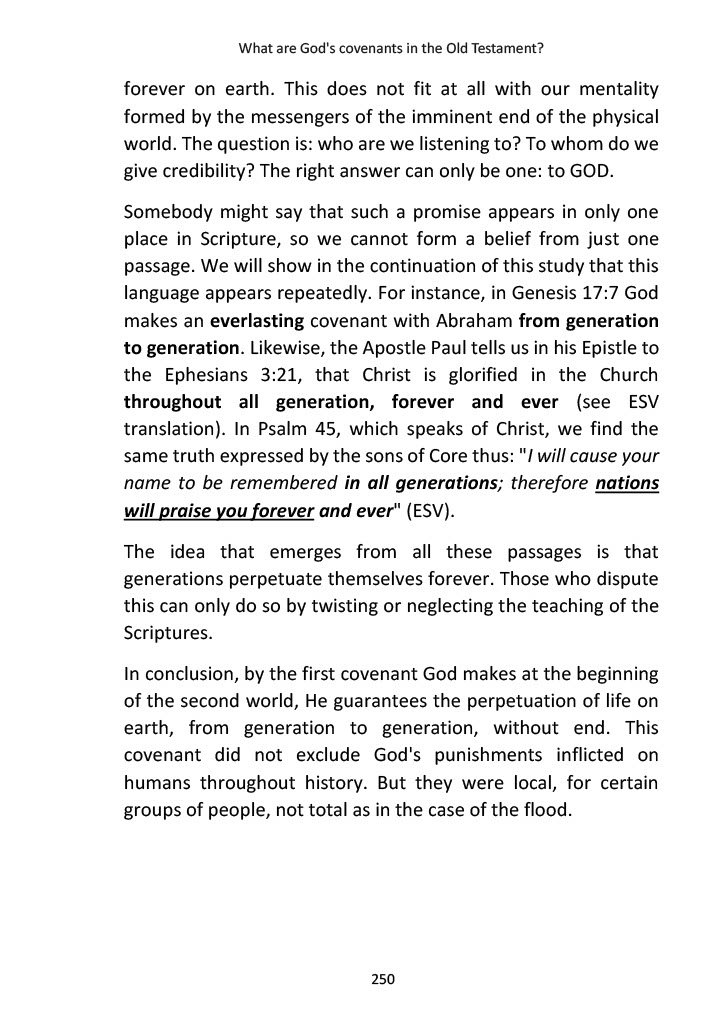 What are God's covenants in the Old Testament?
forever on earth. This does not fit at all with our mentality
formed by the messengers of the imminent end of the physical
world. The question is: who are we listening to? To whom do we
give credibility? The right answer can only be one: to GOD.
Somebody might say that such a promise appears in only one
place in Scripture, so we cannot form a belief from just one
passage. We will show in the continuation of this study that this
language appears repeatedly. For instance, in Genesis 17:7 God
makes an everlasting covenant with Abraham from generation
to generation. Likewise, the Apostle Paul tells us in his Epistle to
the Ephesians 3:21, that Christ is glorified in the Church
throughout all generation, forever and ever (see ESV
translation). In Psalm 45, which speaks of Christ, we find the
same truth expressed by the sons of Core thus: "I will cause your
name to be remembered in all generations; therefore nations
will praise you forever and ever" (ESV).
The idea that emerges from all these passages is that
generations perpetuate themselves forever. Those who dispute
this can only do so by twisting or neglecting the teaching of the
Scriptures.
In conclusion, by the first covenant God makes at the beginning
of the second world, He guarantees the perpetuation of life on
earth, from generation to generation, without end. This
covenant did not exclude God's punishments inflicted on
humans throughout history. But they were local, for certain
groups of people, not total as in the case of the flood.
250